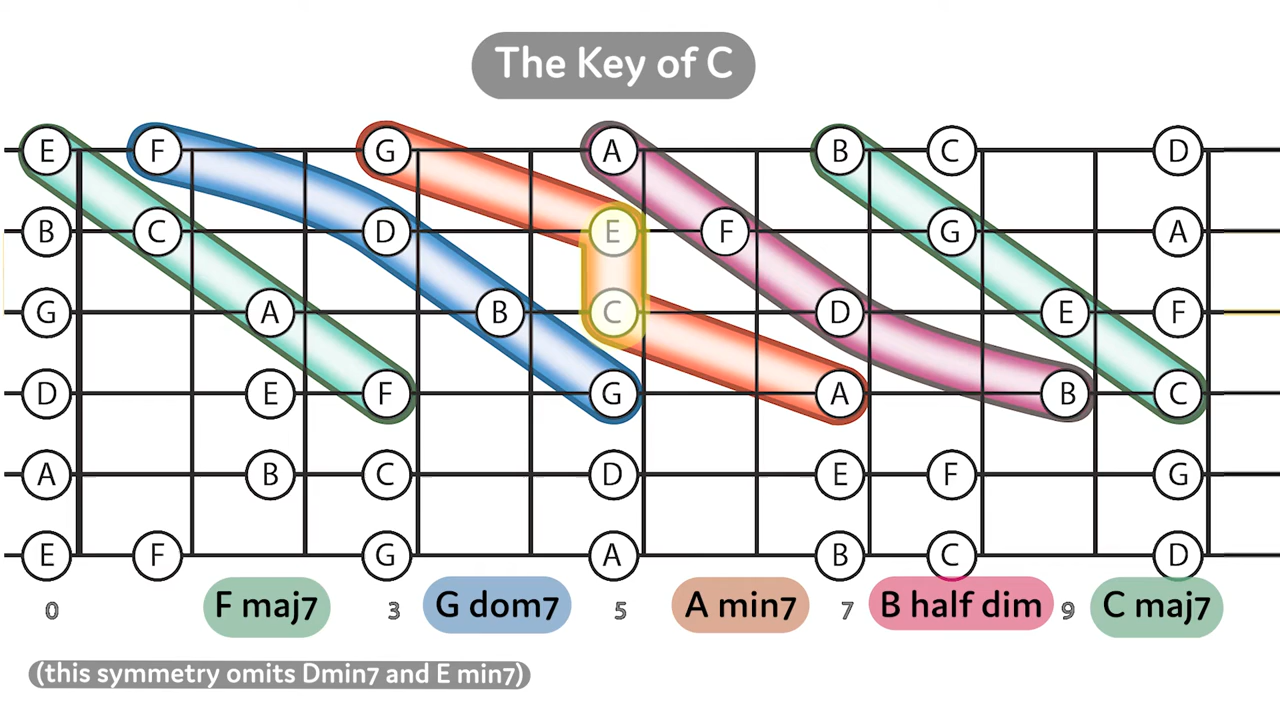 The Key of C
E F G A B C D
B C D E F G A
G A B C D E F
D E F G A B C
A B C D E F G
E F G A B C D
0 F maj7 3 G dom7 5 A min7 7 B half dim 9 C maj7
(this symmetry omits Dmin7 and E min7)